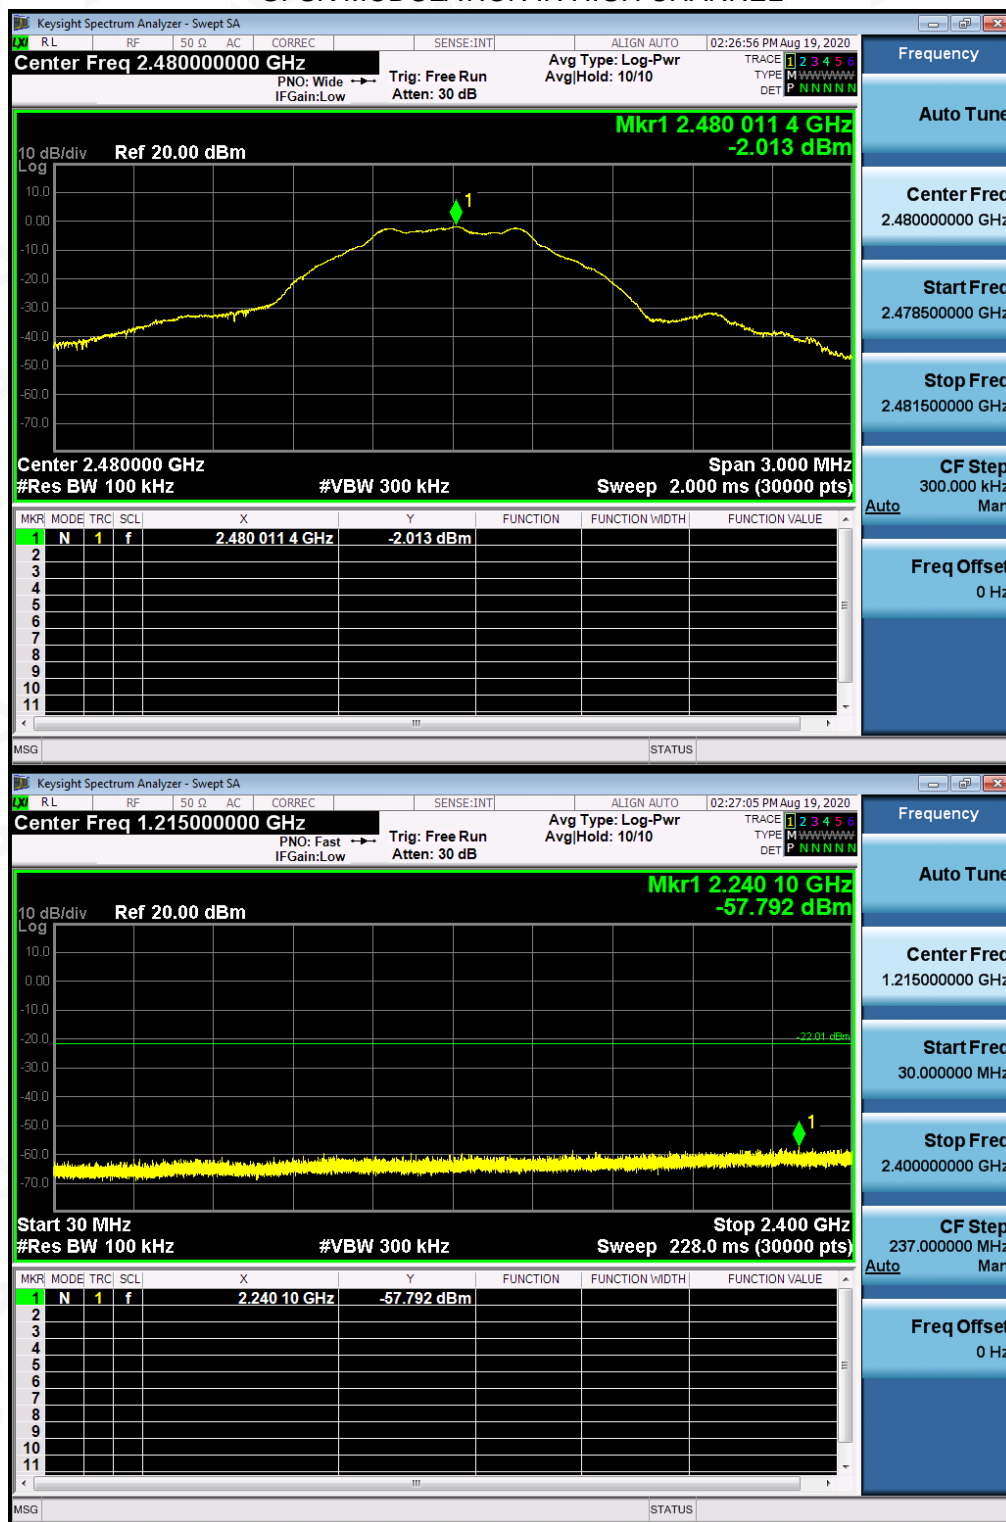 Keysight Spectrum Analyzer - Swept SA
LXI RL RF 50 Ω AC CORREC SENSE:INT ALIGN AUTO 02:26:56 PM Aug 19, 2020
Center Freq 2.480000000 GHz
PNO: Wide
IFGain:Low
Trig: Free Run
Atten: 30 dB
Avg Type: Log-Pwr
Avg|Hold: 10/10
TRACE 1 2 3 4 5 6
TYPE M WWWWW
DET P N N N N N
Mkr1 2.480 011 4 GHz
-2.013 dBm
10 dB/div Ref 20.00 dBm
Log
10.0
0.00
-10.0
-20.0
-30.0
-40.0
-50.0
-60.0
-70.0
1
Center 2.480000 GHz Span 3.000 MHz
#Res BW 100 kHz #VBW 300 kHz Sweep 2.000 ms (30000 pts)
MKR MODE TRC SCL X Y FUNCTION FUNCTION WIDTH FUNCTION VALUE
1 N 1 f 2.480 011 4 GHz -2.013 dBm
2
3
4
5
6
7
8
9
10
11
MSG STATUS
Frequency
Auto Tune
Center Freq
2.480000000 GHz
Start Freq
2.478500000 GHz
Stop Freq
2.481500000 GHz
CF Step
300.000 kHz
Auto Man
Freq Offset
0 Hz
Keysight Spectrum Analyzer - Swept SA
LXI RL RF 50 Ω AC CORREC SENSE:INT ALIGN AUTO 02:27:05 PM Aug 19, 2020
Center Freq 1.215000000 GHz
PNO: Fast
IFGain:Low
Trig: Free Run
Atten: 30 dB
Avg Type: Log-Pwr
Avg|Hold: 10/10
TRACE 1 2 3 4 5 6
TYPE M WWWWW
DET P N N N N N
Mkr1 2.240 10 GHz
-57.792 dBm
10 dB/div Ref 20.00 dBm
Log
10.0
0.00
-10.0
-20.0
-30.0
-40.0
-50.0
-60.0
-70.0
-22.01 dBm
1
Start 30 MHz Stop 2.400 GHz
#Res BW 100 kHz #VBW 300 kHz Sweep 228.0 ms (30000 pts)
MKR MODE TRC SCL X Y FUNCTION FUNCTION WIDTH FUNCTION VALUE
1 N 1 f 2.240 10 GHz -57.792 dBm
2
3
4
5
6
7
8
9
10
11
MSG STATUS
Frequency
Auto Tune
Center Freq
1.215000000 GHz
Start Freq
30.000000 MHz
Stop Freq
2.400000000 GHz
CF Step
237.000000 MHz
Auto Man
Freq Offset
0 Hz